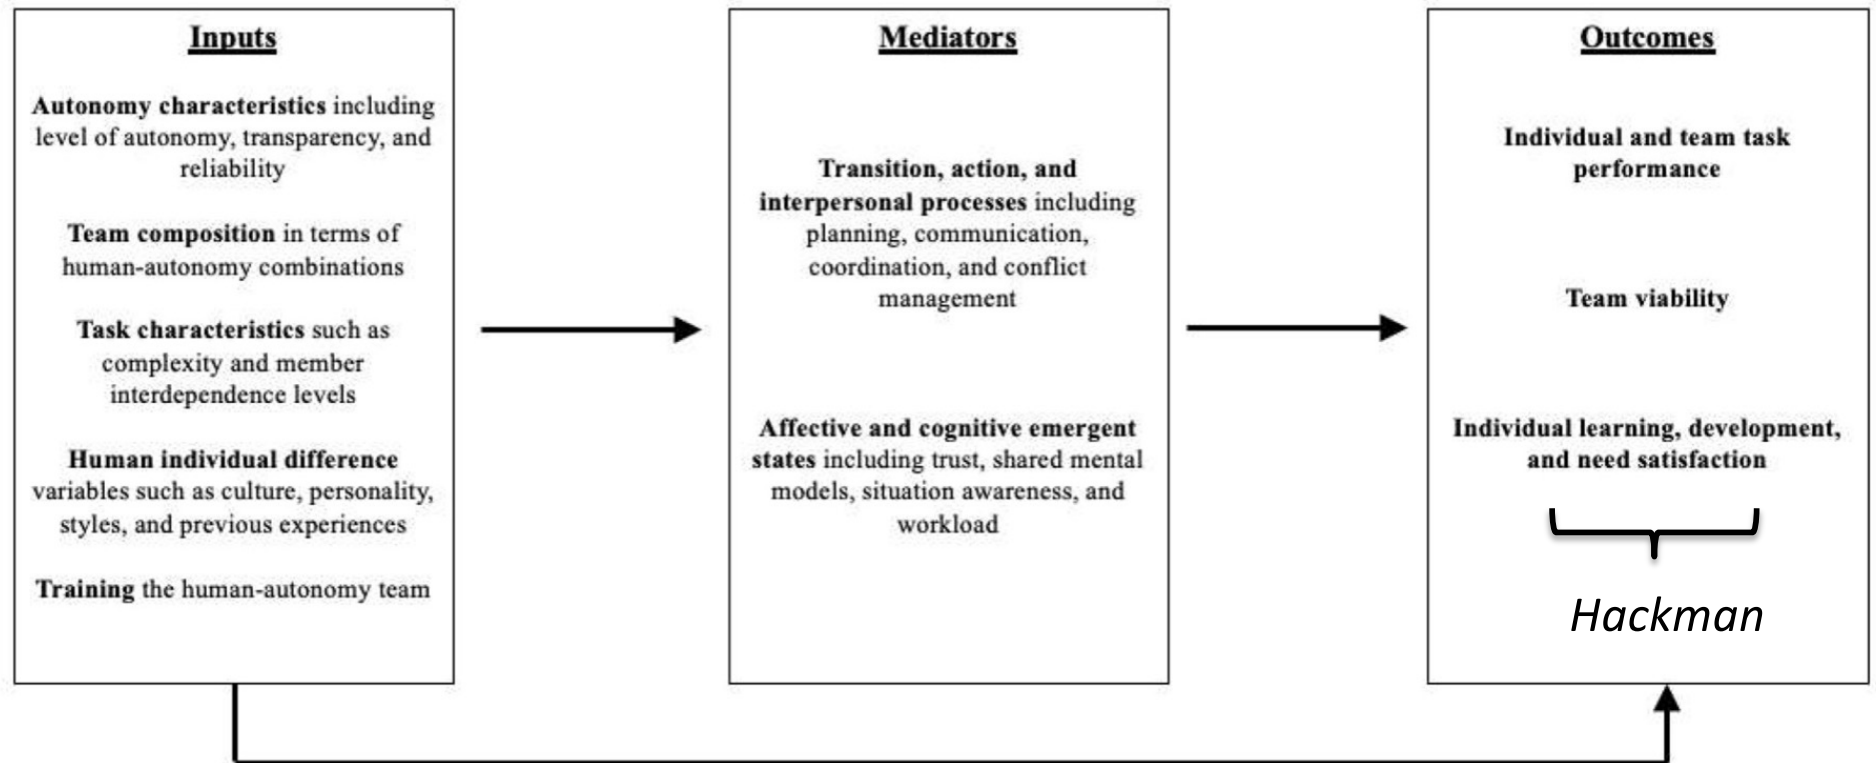 Inputs
Autonomy characteristics including
level of autonomy, transparency, and
reliability
Team composition in terms of
human-autonomy combinations
Task characteristics such as
complexity and member
interdependence levels
Human individual difference
variables such as culture, personality,
styles, and previous experiences
Training the human-autonomy team
Mediators
Transition, action, and
interpersonal processes including
planning, communication,
coordination, and conflict
management
Affective and cognitive emergent
states including trust, shared mental
models, situation awareness, and
workload
Outcomes
Individual and team task
performance
Team viability
Individual learning, development,
and need satisfaction
Hackman